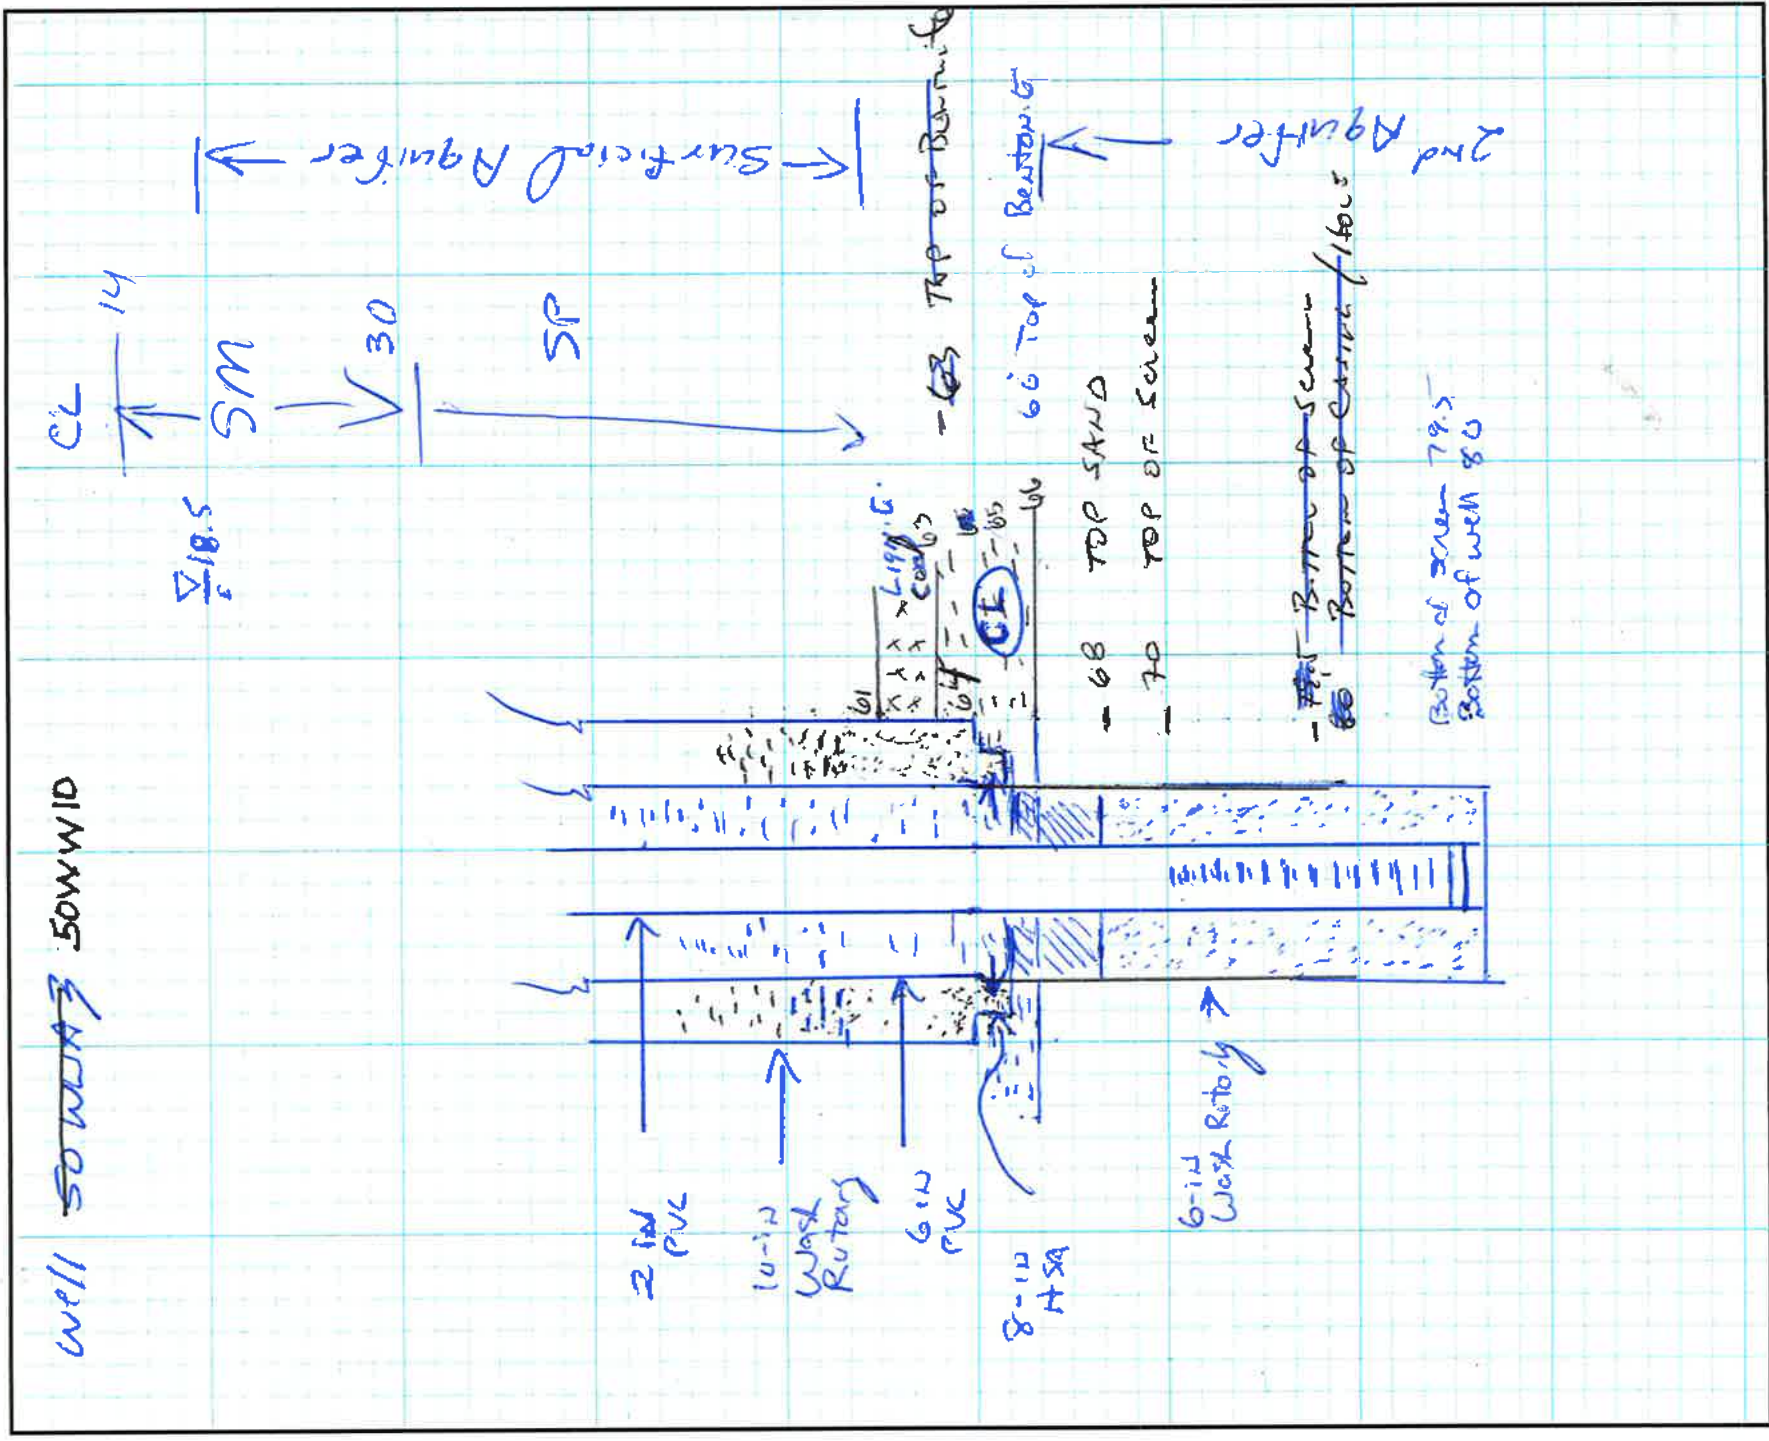 Well 50WWA3 50WW10
CL
14
SM
30
SP
18.5
Surficial Aquifer
2nd Aquifer
61
Lignite
Coal
63
64
65
CL
66
- 63 Top of Bentonite
66 Top of Bentonite
- 68 TOP SAND
- 70 TOP OF Screen
Bottom of Screen
80 Bottom of Casing / Hole
Bottom of screen 79.5
Bottom of well 80
2 IN
PVC
10-in
Wash
Rotary
6 in
PVC
8-in
HSA
6-in
Wash Rotary